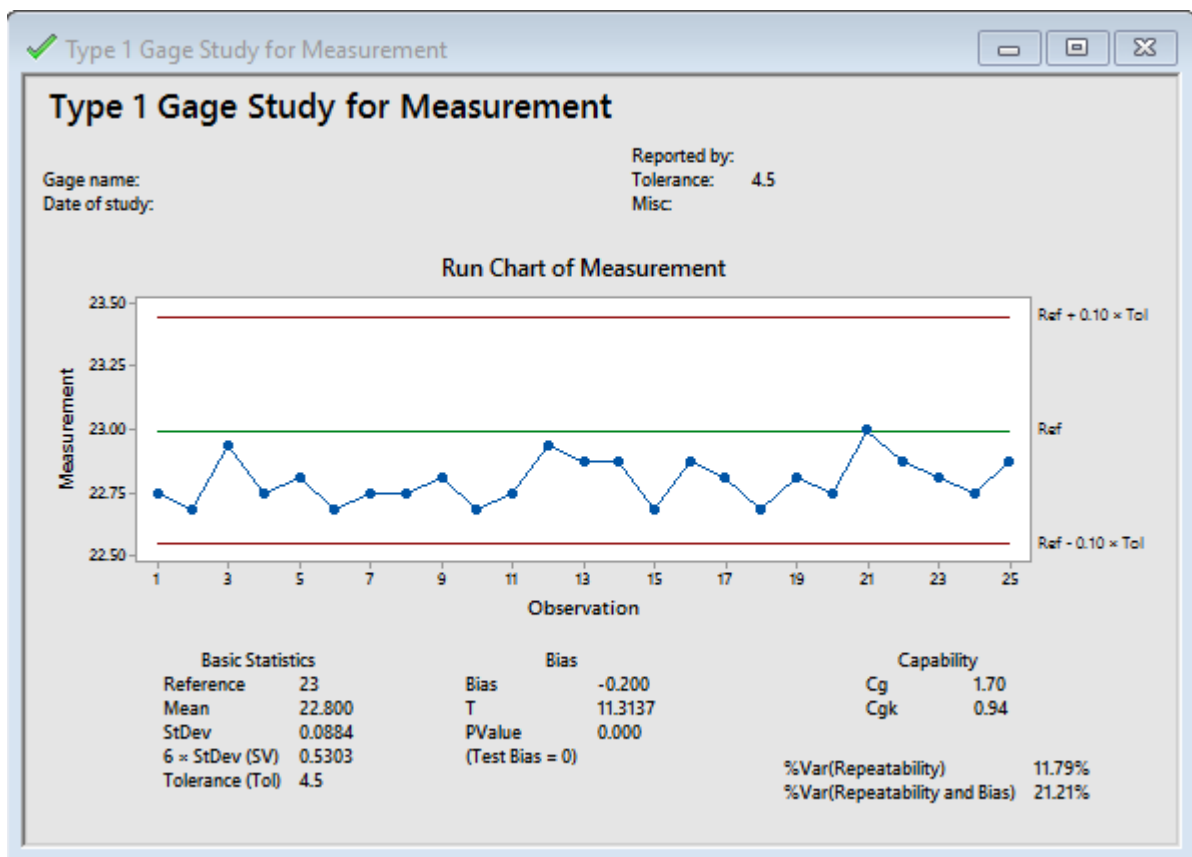 Type 1 Gage Study for Measurement
Type 1 Gage Study for Measurement
Reported by:
Gage name:
Tolerance: 4.5
Date of study:
Misc:
Run Chart of Measurement
23.50
23.25
23.00
22.75
22.50
Measurement
Ref + 0.10 × Tol
Ref
Ref - 0.10 × Tol
1 3 5 7 9 11 13 15 17 19 21 23 25
Observation
Basic Statistics
Reference 23
Mean 22.800
StDev 0.0884
6 × StDev (SV) 0.5303
Tolerance (Tol) 4.5
Bias
Bias -0.200
T 11.3137
PValue 0.000
(Test Bias = 0)
Capability
Cg 1.70
Cgk 0.94
%Var(Repeatability) 11.79%
%Var(Repeatability and Bias) 21.21%